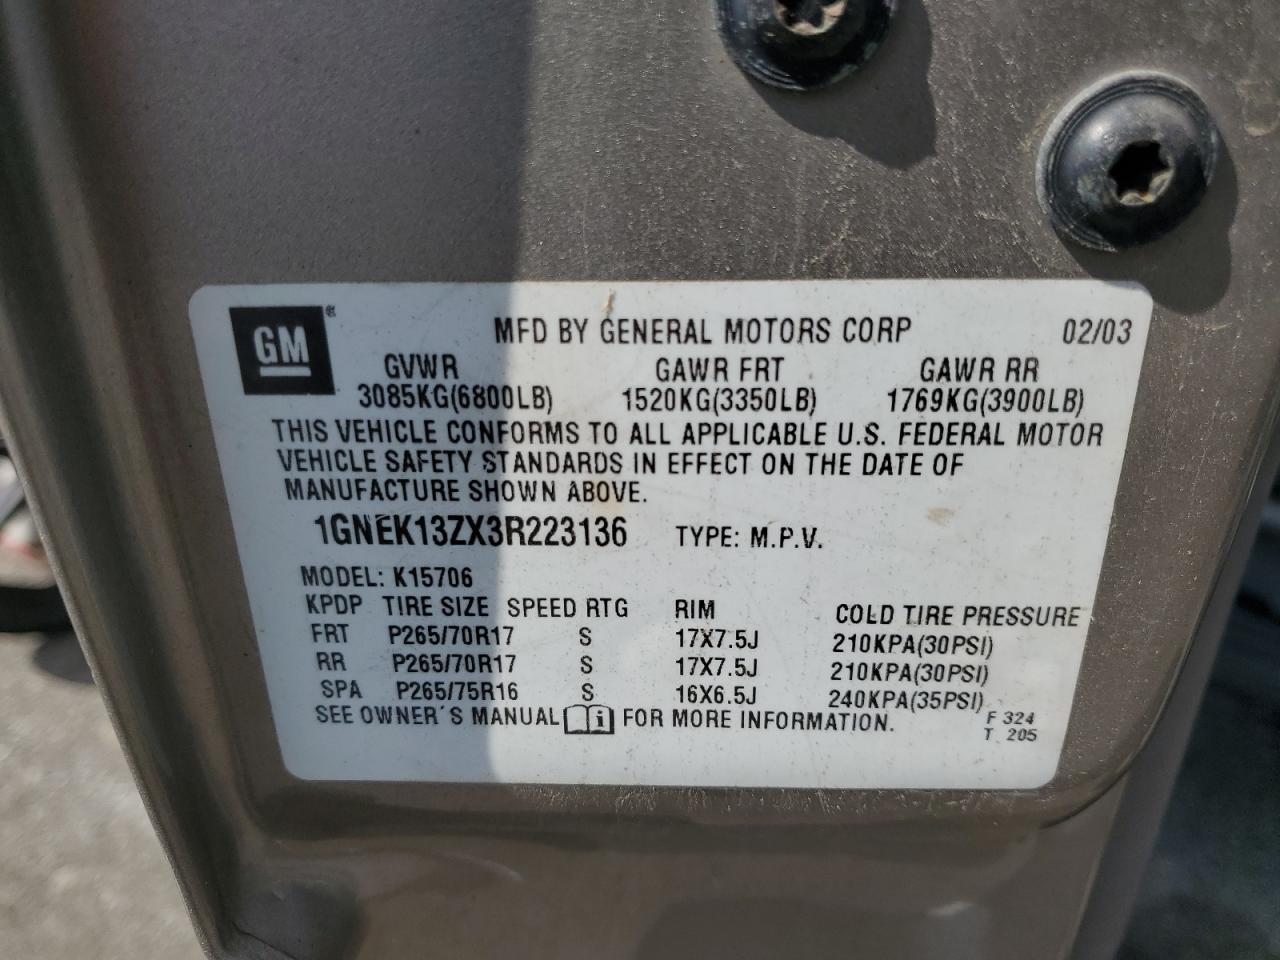 GM ® MFD BY GENERAL MOTORS CORP 02/03
GVWR GAWR FRT GAWR RR
3085KG(6800LB) 1520KG(3350LB) 1769KG(3900LB)
THIS VEHICLE CONFORMS TO ALL APPLICABLE U.S. FEDERAL MOTOR
VEHICLE SAFETY STANDARDS IN EFFECT ON THE DATE OF
MANUFACTURE SHOWN ABOVE.
1GNEK13ZX3R223136 TYPE: M.P.V.
MODEL: K15706
KPDP TIRE SIZE SPEED RTG RIM COLD TIRE PRESSURE
FRT P265/70R17 S 17X7.5J 210KPA(30PSI)
RR P265/70R17 S 17X7.5J 210KPA(30PSI)
SPA P265/75R16 S 16X6.5J 240KPA(35PSI)
SEE OWNER'S MANUAL i FOR MORE INFORMATION.
F 324
T 205